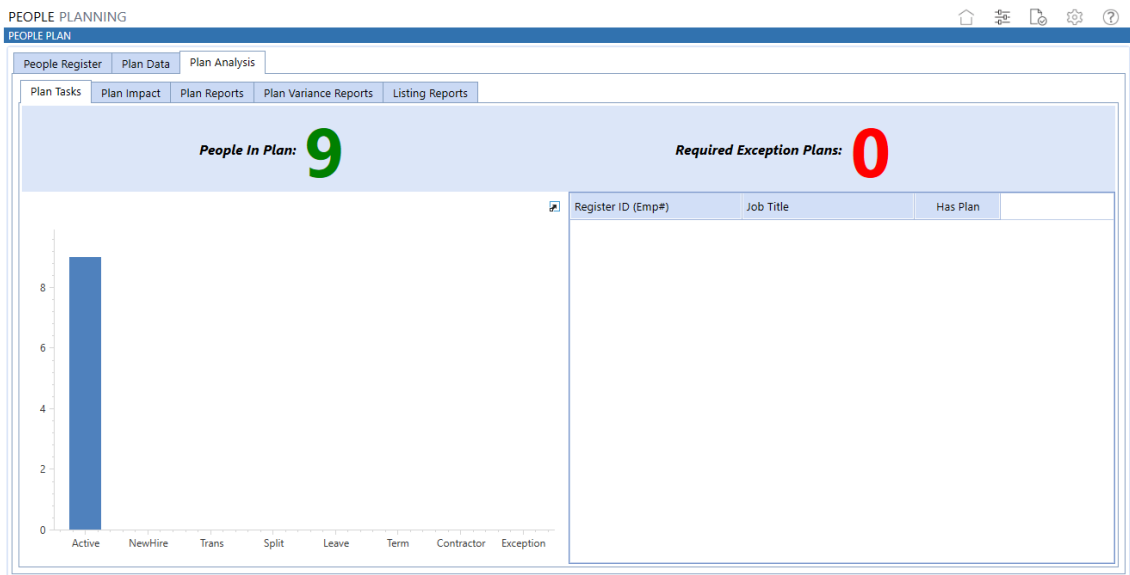 PEOPLE PLANNING
PEOPLE PLAN
People Register Plan Data Plan Analysis
Plan Tasks Plan Impact Plan Reports Plan Variance Reports Listing Reports
People In Plan: 9 Required Exception Plans: 0
Register ID (Emp#) Job Title Has Plan
8
6
4
2
0
Active NewHire Trans Split Leave Term Contractor Exception